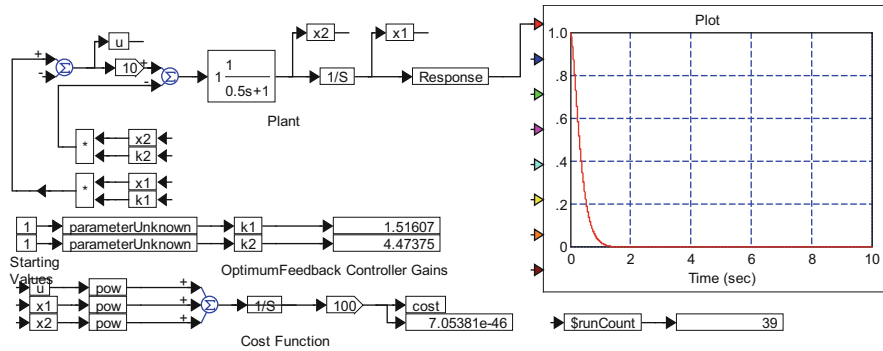 Plot
x2
x1
u
+
-
Σ
10
+
-
Σ
1
1
0.5s+1
1/S
Response
Plant
1.0
.8
.6
.4
.2
0
0
2
4
6
8
10
Time (sec)
*
x2
k2
*
x1
k1
1
parameterUnknown
k1
1.51607
1
parameterUnknown
k2
4.47375
Starting
Values
OptimumFeedback Controller Gains
u
pow
+
x1
pow
+
x2
pow
+
Σ
1/S
100
cost
7.05381e-46
Cost Function
$runCount
39